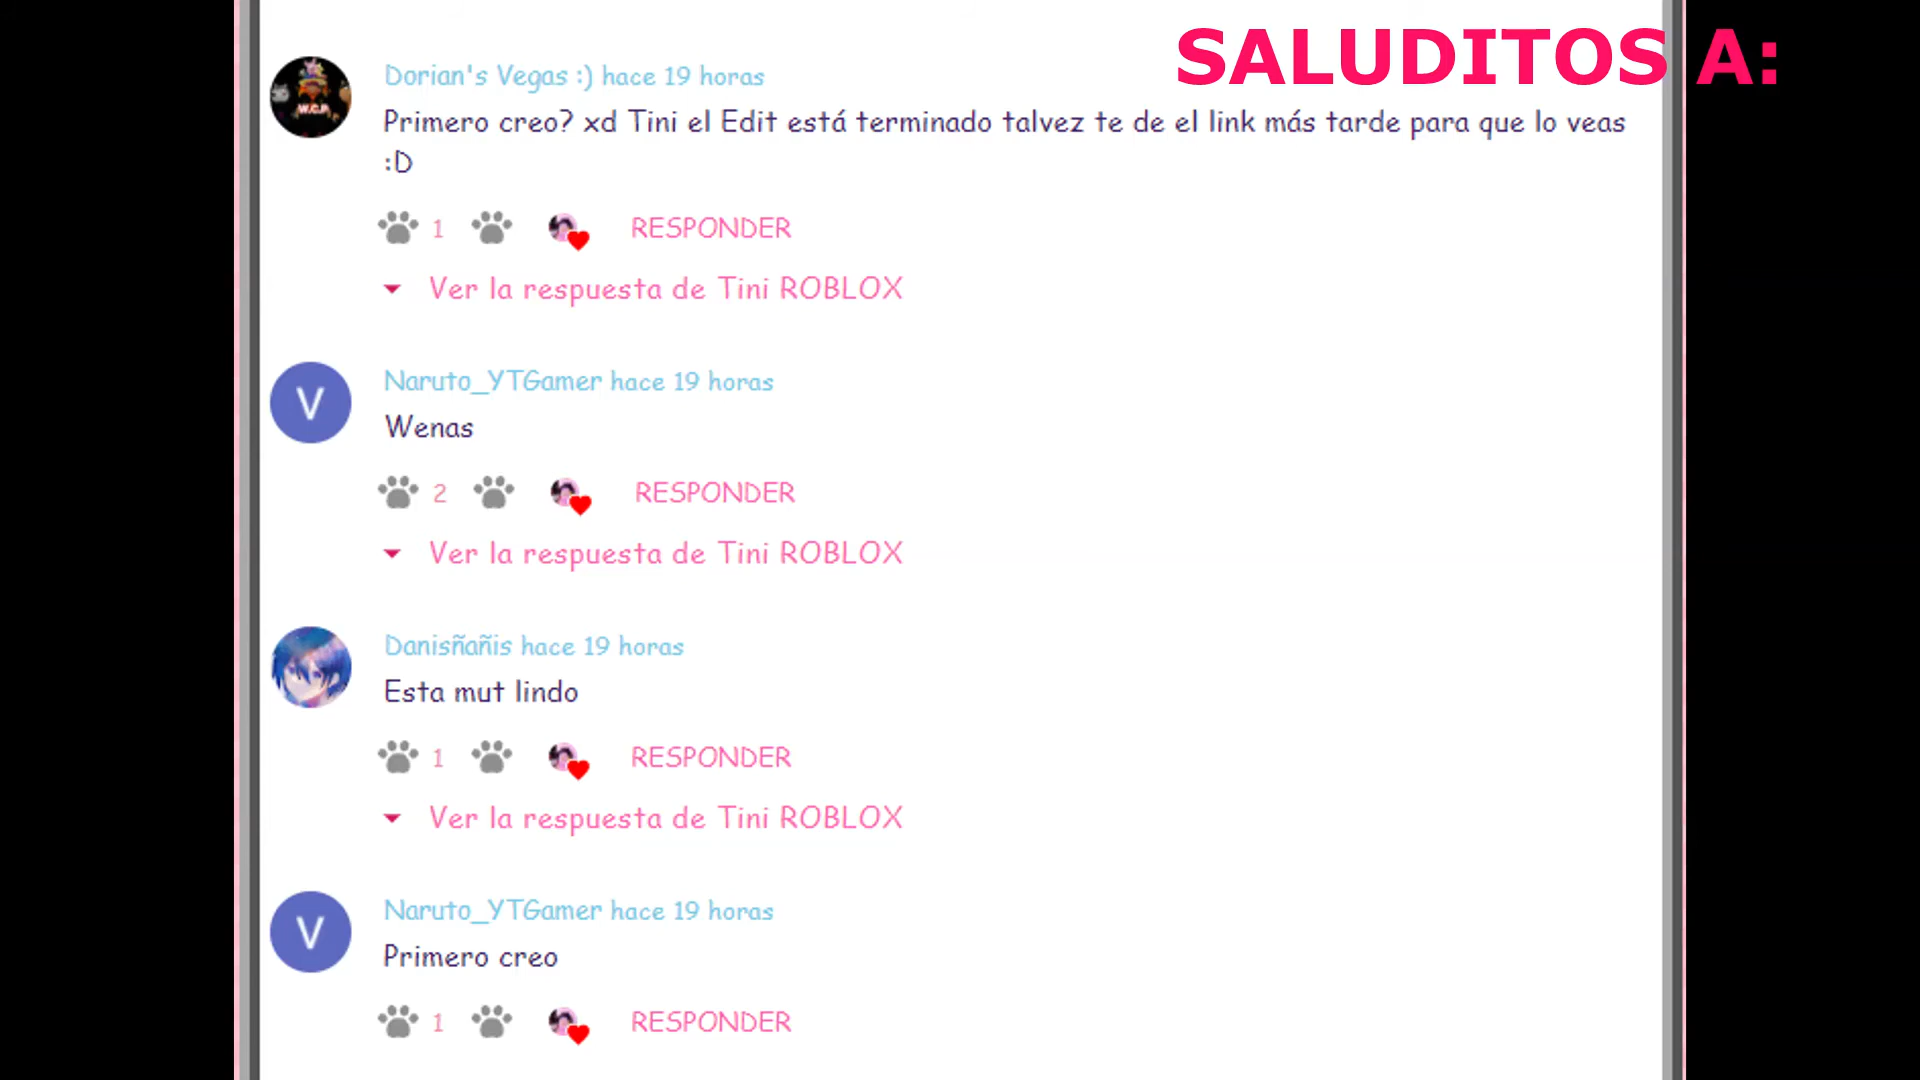 SALUDITOS A:
Dorian's Vegas :) hace 19 horas
Primero creo? xd Tini el Edit está terminado talvez te de el link más tarde para que lo veas
:D
1 RESPONDER
Ver la respuesta de Tini ROBLOX
V
Naruto_YTGamer hace 19 horas
Wenas
2 RESPONDER
Ver la respuesta de Tini ROBLOX
Danisñañis hace 19 horas
Esta mut lindo
1 RESPONDER
Ver la respuesta de Tini ROBLOX
V
Naruto_YTGamer hace 19 horas
Primero creo
1 RESPONDER